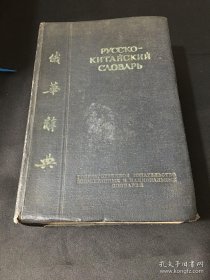 俄華辭典
РУССКО-
КИТАЙСКИЙ
СЛОВАРЬ
ГОСУДАРСТВЕННОЕ ИЗДАТЕЛЬСТВО
ИНОСТРАННЫХ И НАЦИОНАЛЬНЫХ
СЛОВАРЕЙ